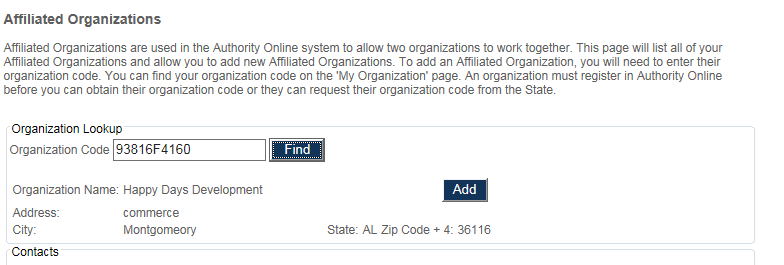 Affiliated Organizations
Affiliated Organizations are used in the Authority Online system to allow two organizations to work together. This page will list all of your
Affiliated Organizations and allow you to add new Affiliated Organizations. To add an Affiliated Organization, you will need to enter their
organization code. You can find your organization code on the 'My Organization' page. An organization must register in Authority Online
before you can obtain their organization code or they can request their organization code from the State.
Organization Lookup
Organization Code 93816F4160 Find
Organization Name: Happy Days Development Add
Address: commerce
City: Montgomeory State: AL Zip Code + 4: 36116
Contacts